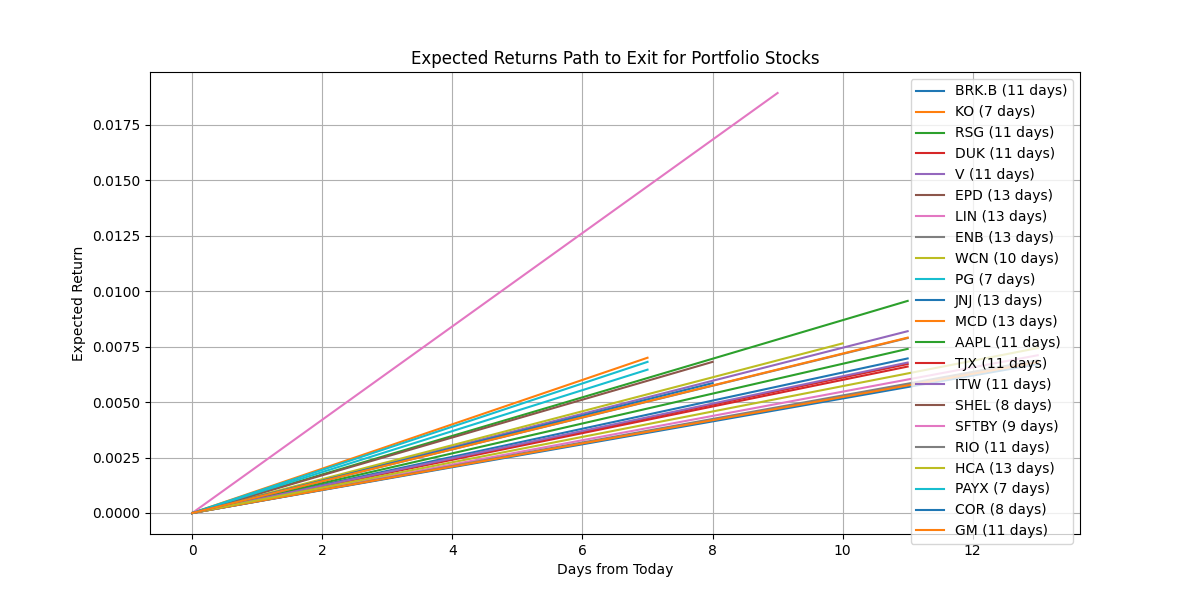 Expected Returns Path to Exit for Portfolio Stocks
Expected Return
0.0175
0.0150
0.0125
0.0100
0.0075
0.0050
0.0025
0.0000
0 2 4 6 8 10 12
Days from Today
BRK.B (11 days)
KO (7 days)
RSG (11 days)
DUK (11 days)
V (11 days)
EPD (13 days)
LIN (13 days)
ENB (13 days)
WCN (10 days)
PG (7 days)
JNJ (13 days)
MCD (13 days)
AAPL (11 days)
TJX (11 days)
ITW (11 days)
SHEL (8 days)
SFTBY (9 days)
RIO (11 days)
HCA (13 days)
PAYX (7 days)
COR (8 days)
GM (11 days)